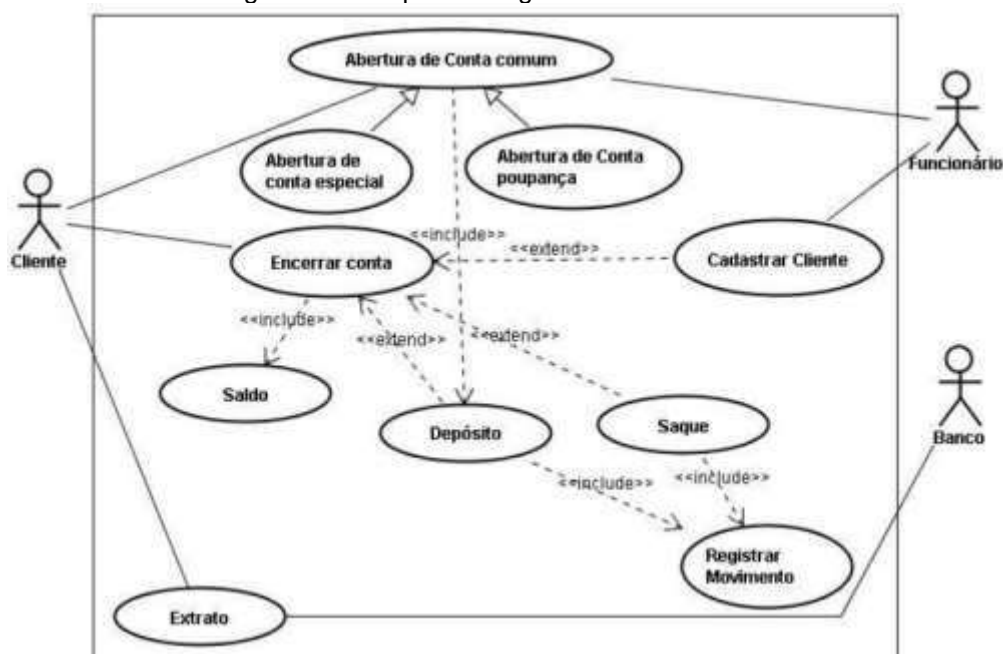 Abertura de Conta comum
Abertura de
conta especial
Abertura de Conta
poupança
Funcionário
Cliente
<<include>>
<<extend>>
Encerrar conta
Cadastrar Cliente
<<include>>
<<extend>>
<<extend>>
Saldo
Depósito
Saque
Banco
<<include>>
<<include>>
Registrar
Movimento
Extrato